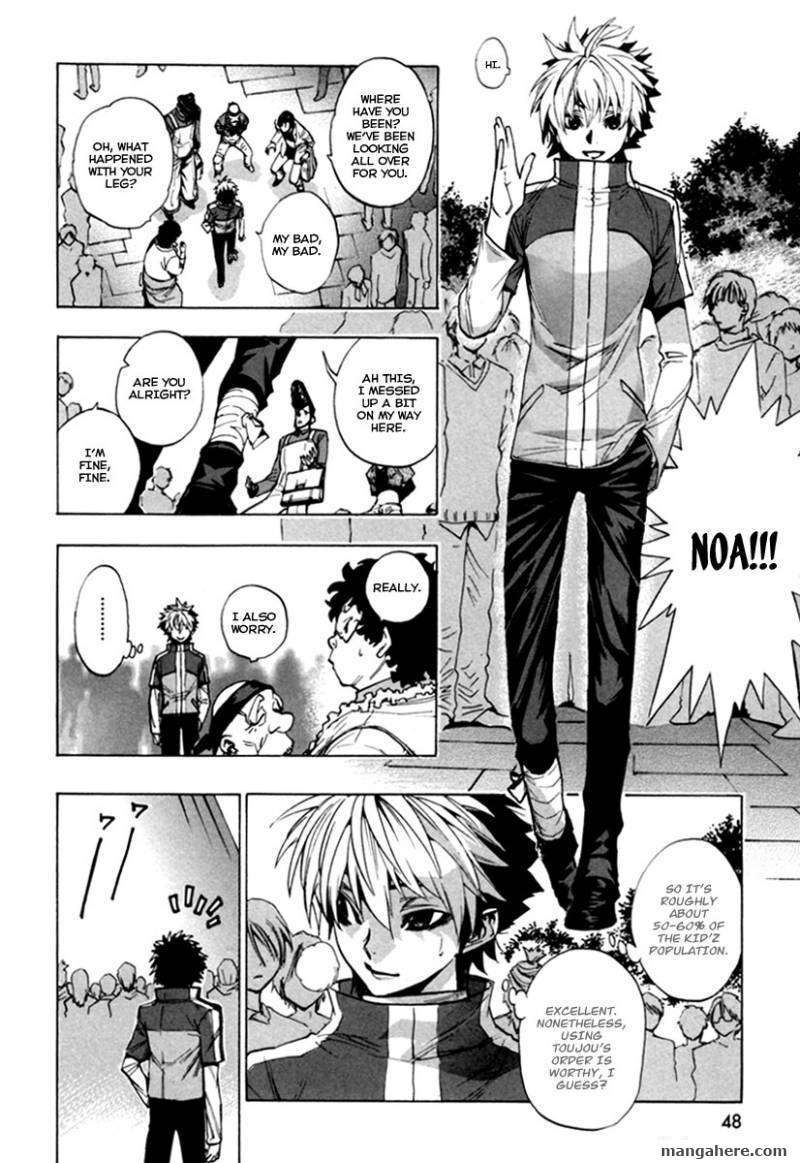 HI.
NOA!!!
WHERE
HAVE YOU
BEEN?
WE'VE BEEN
LOOKING
ALL OVER
FOR YOU.
OH, WHAT
HAPPENED
WITH YOUR
LEG?
MY BAD,
MY BAD.
AH THIS,
I MESSED
UP A BIT
ON MY WAY
HERE.
ARE YOU
ALRIGHT?
I'M
FINE,
FINE.
REALLY.
I ALSO
WORRY.
.........
SO IT'S
ROUGHLY
ABOUT
50-60%
OF THE KID'Z
POPULATION.
EXCELLENT.
NONETHELESS,
USING
TOUJOU'S
ORDER IS
WORTHY, I
GUESS?
ワ
ワ
48
mangahere.com